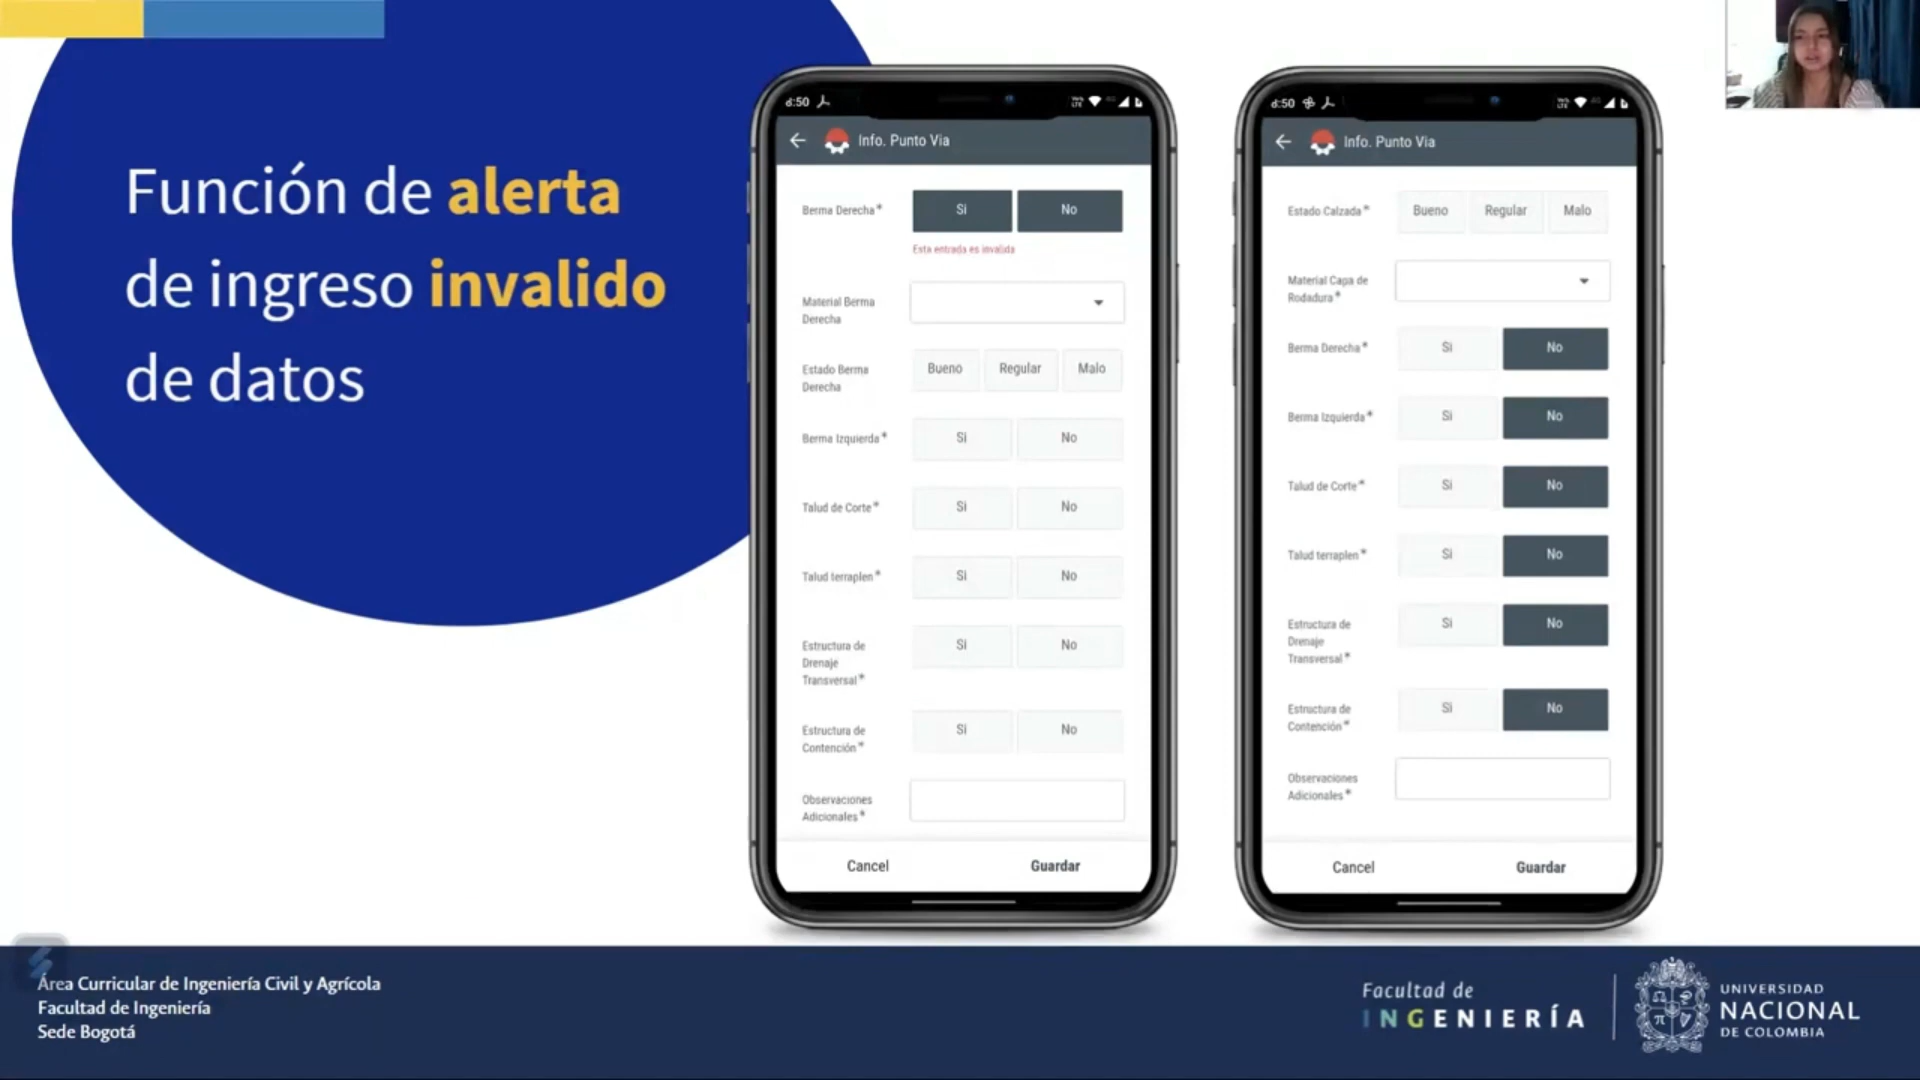 Función de alerta
de ingreso invalido
de datos
6:50
Info. Punto Via
Berma Derecha*
Si
No
Esta entrada es invalida
Material Berma
Derecha
Estado Berma
Derecha
Bueno
Regular
Malo
Berma Izquierda*
Si
No
Talud de Corte*
Si
No
Talud terraplen*
Si
No
Estructura de
Drenaje
Transversal*
Si
No
Estructura de
Contención*
Si
No
Observaciones
Adicionales*
Cancel
Guardar
6:50
Info. Punto Via
Estado Calzada*
Bueno
Regular
Malo
Material Capa de
Rodadura*
Berma Derecha*
Si
No
Berma Izquierda*
Si
No
Talud de Corte*
Si
No
Talud terraplen*
Si
No
Estructura de
Drenaje
Transversal*
Si
No
Estructura de
Contención*
Si
No
Observaciones
Adicionales*
Cancel
Guardar
Área Curricular de Ingeniería Civil y Agrícola
Facultad de Ingeniería
Sede Bogotá
Facultad de
INGENIERÍA
UNIVERSIDAD
NACIONAL
DE COLOMBIA